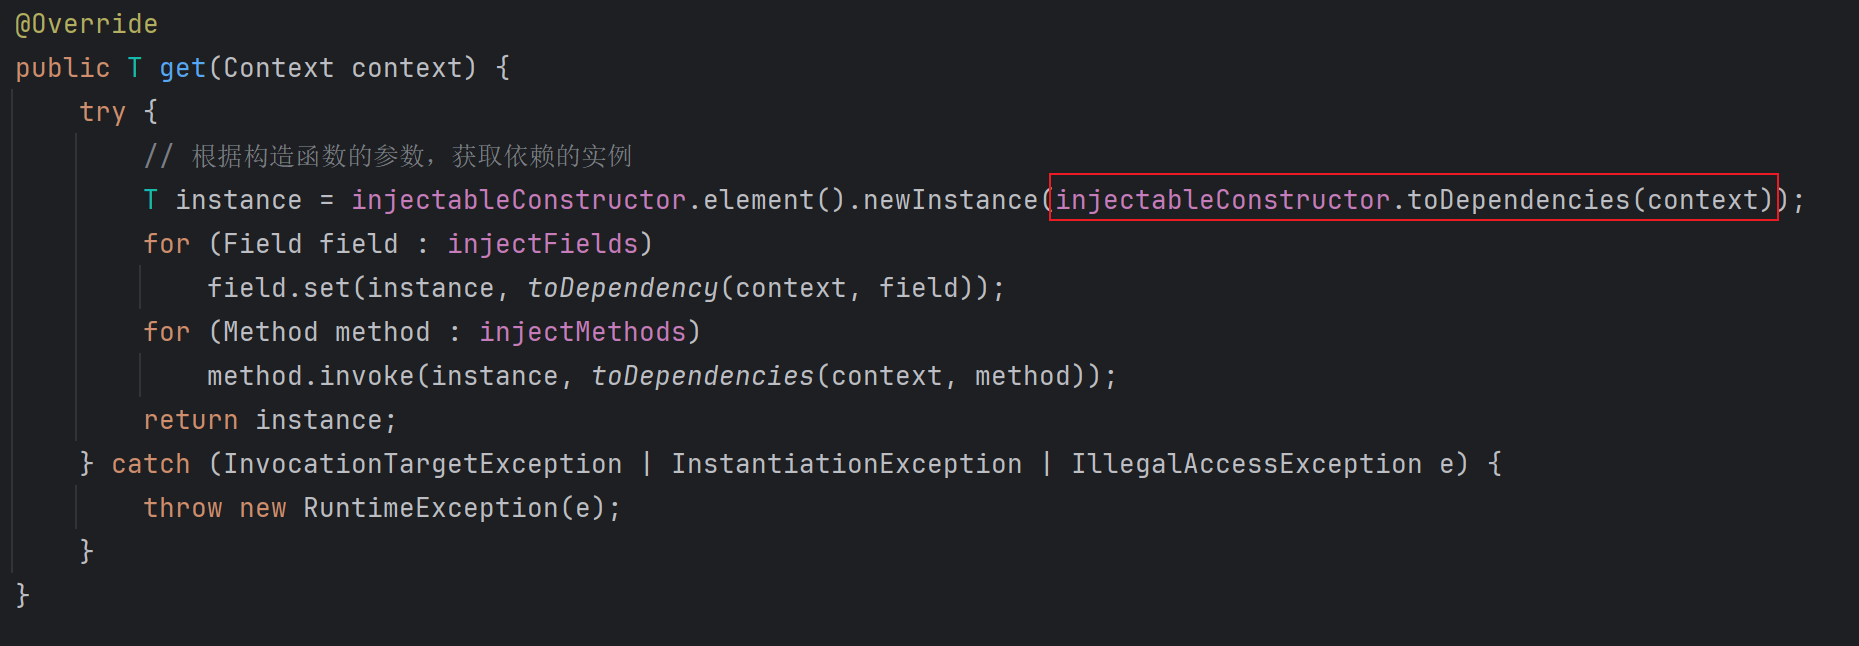 @Override
public T get(Context context) {
    try {
        // 根据构造函数的参数，获取依赖的实例
        T instance = injectableConstructor.element().newInstance(injectableConstructor.toDependencies(context));
        for (Field field : injectFields)
            field.set(instance, toDependency(context, field));
        for (Method method : injectMethods)
            method.invoke(instance, toDependencies(context, method));
        return instance;
    } catch (InvocationTargetException | InstantiationException | IllegalAccessException e) {
        throw new RuntimeException(e);
    }
}